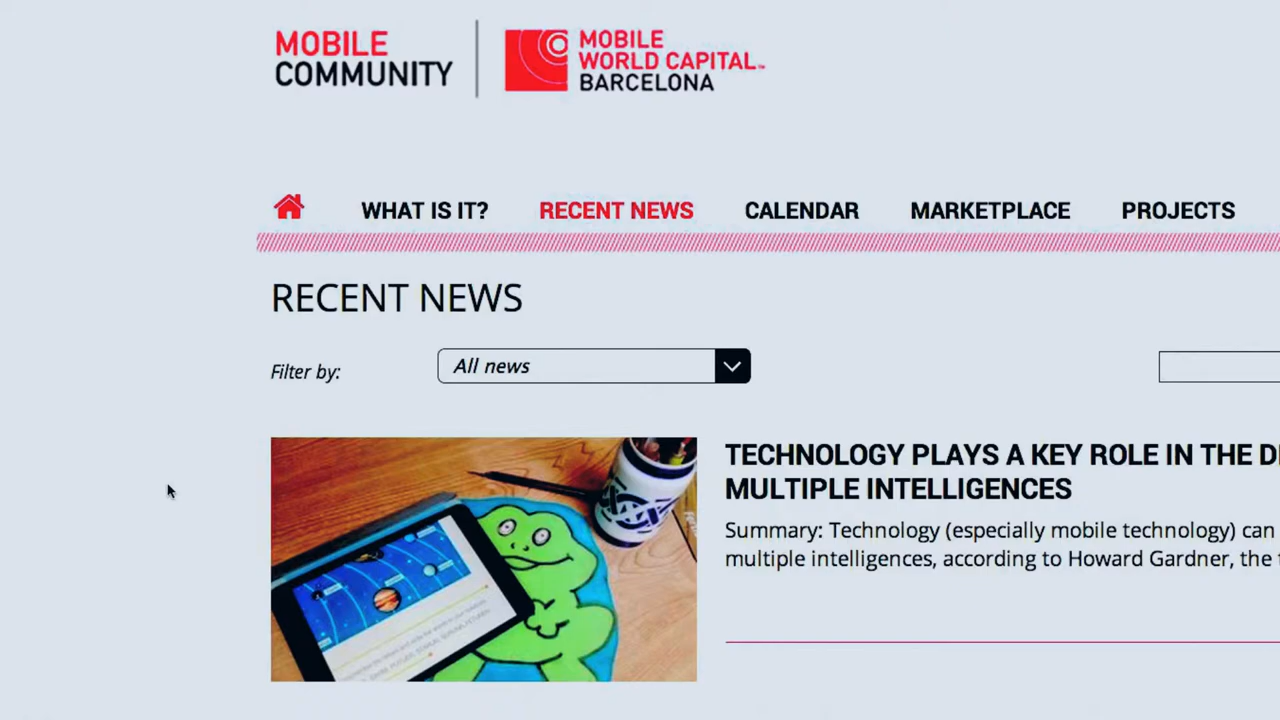 MOBILE
COMMUNITY
MOBILE
WORLD CAPITAL™
BARCELONA
WHAT IS IT?
RECENT NEWS
CALENDAR
MARKETPLACE
PROJECTS
RECENT NEWS
Filter by:
All news
TECHNOLOGY PLAYS A KEY ROLE IN THE D
MULTIPLE INTELLIGENCES
Summary: Technology (especially mobile technology) can
multiple intelligences, according to Howard Gardner, the